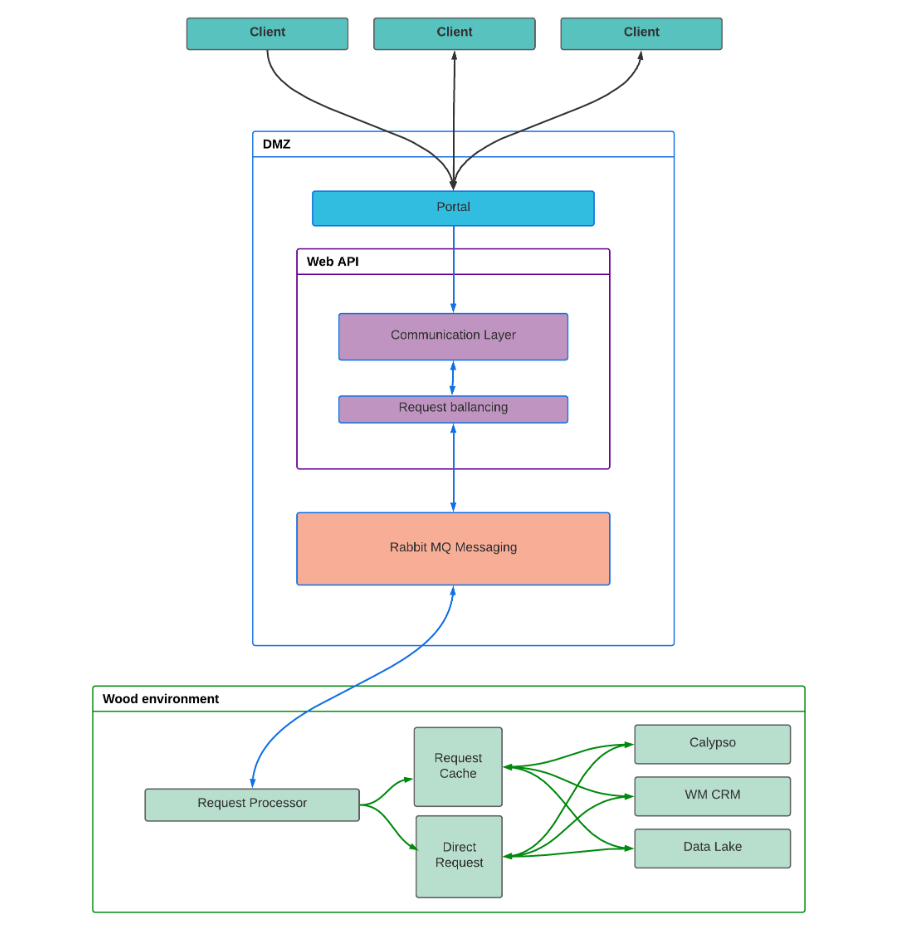 Client
Client
Client
DMZ
Portal
Web API
Communication Layer
Request ballancing
Rabbit MQ Messaging
Wood environment
Request Processor
Request
Cache
Direct
Request
Calypso
WM CRM
Data Lake